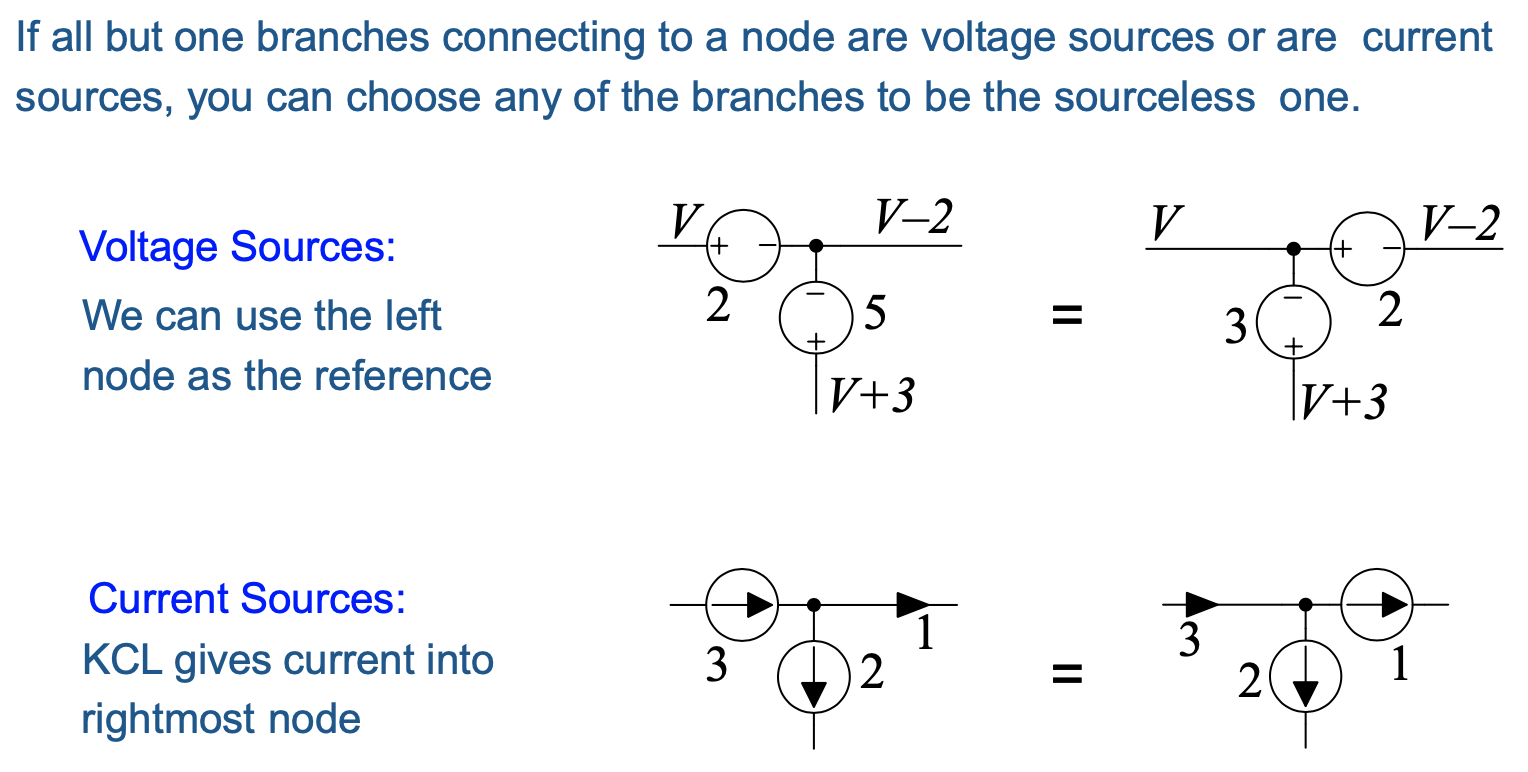 If all but one branches connecting to a node are voltage sources or are current
sources, you can choose any of the branches to be the sourceless one.
Voltage Sources:
We can use the left
node as the reference
V
+ −
2
V–2
−
+
5
V+3
=
V
+ −
2
V–2
3
−
+
V+3
Current Sources:
KCL gives current into
rightmost node
3
2
1
=
3
2
1